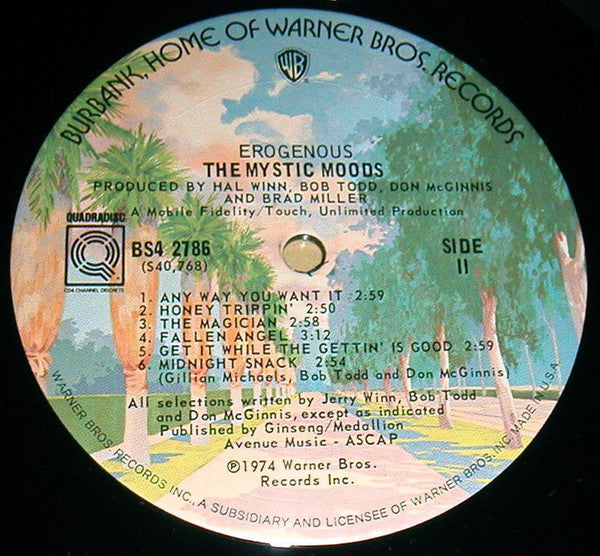 BURBANK, HOME OF WARNER BROS. RECORDS
WB
EROGENOUS
THE MYSTIC MOODS
PRODUCED BY HAL WINN, BOB TODD, DON McGINNIS
AND BRAD MILLER
A Mobile Fidelity/Touch, Unlimited Production
QUADRADISC
Q
CD4 CHANNEL DISCRETE
BS4 2786
(S40,768)
SIDE
II
1. ANY WAY YOU WANT IT 2:59
2. HONEY TRIPPIN' 2:50
3. THE MAGICIAN 2:58
4. FALLEN ANGEL 3:12
5. GET IT WHILE THE GETTIN' IS GOOD 2:59
6. MIDNIGHT SNACK 2:54
(Gillian Michaels, Bob Todd and Don McGinnis)
All selections written by Jerry Winn, Bob Todd
and Don McGinnis, except as indicated
Published by Ginseng/Medallion
Avenue Music - ASCAP
℗1974 Warner Bros.
Records Inc.
WARNER BROS. RECORDS INC., A SUBSIDIARY AND LICENSEE OF WARNER BROS. INC. MADE IN U.S.A.